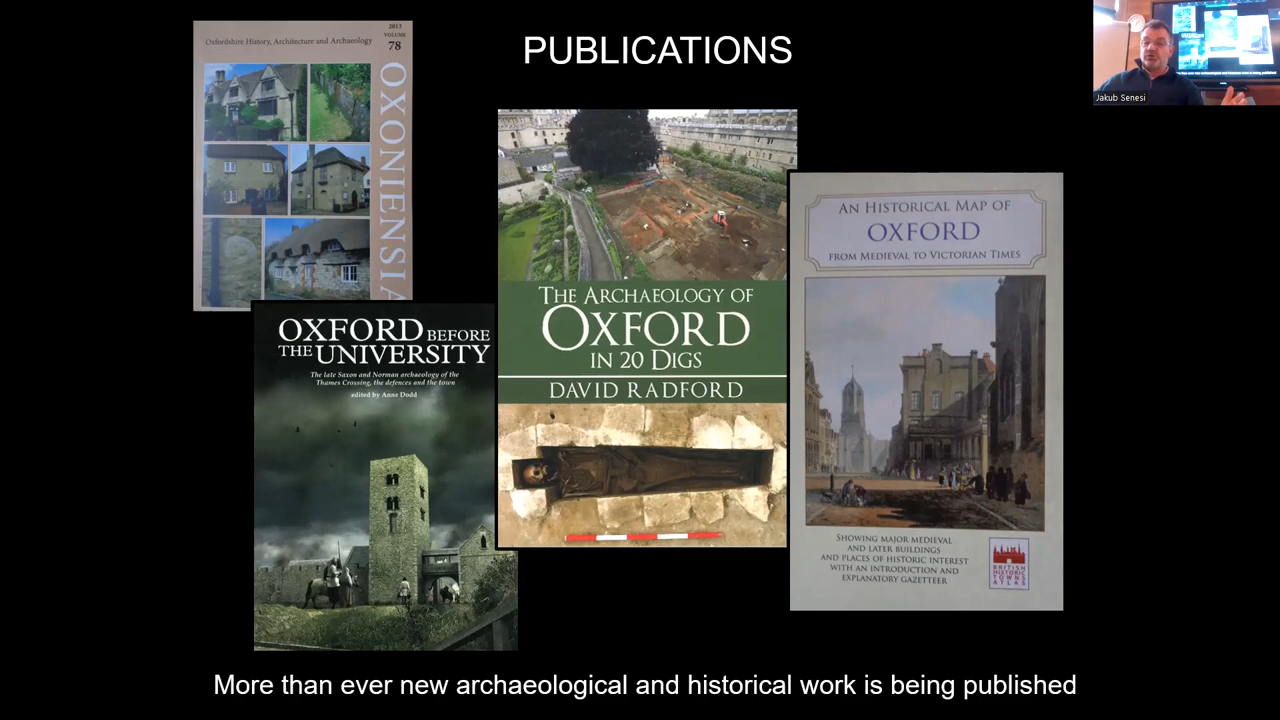 PUBLICATIONS
2013
VOLUME
78
Oxfordshire History, Architecture and Archaeology
OXONIENSIA
OXFORD BEFORE
THE UNIVERSITY
The late Saxon and Norman archaeology of the
Thames Crossing, the defences and the town
edited by Anne Dodd
THE ARCHAEOLOGY OF
OXFORD
IN 20 DIGS
DAVID RADFORD
AN HISTORICAL MAP OF
OXFORD
FROM MEDIEVAL TO VICTORIAN TIMES
SHOWING MAJOR MEDIEVAL
AND LATER BUILDINGS
AND PLACES OF HISTORIC INTEREST
WITH AN INTRODUCTION AND
EXPLANATORY GAZETTEER
BRITISH
HISTORIC
TOWNS
ATLAS
Jakub Senesi
More than ever new archaeological and historical work is being published